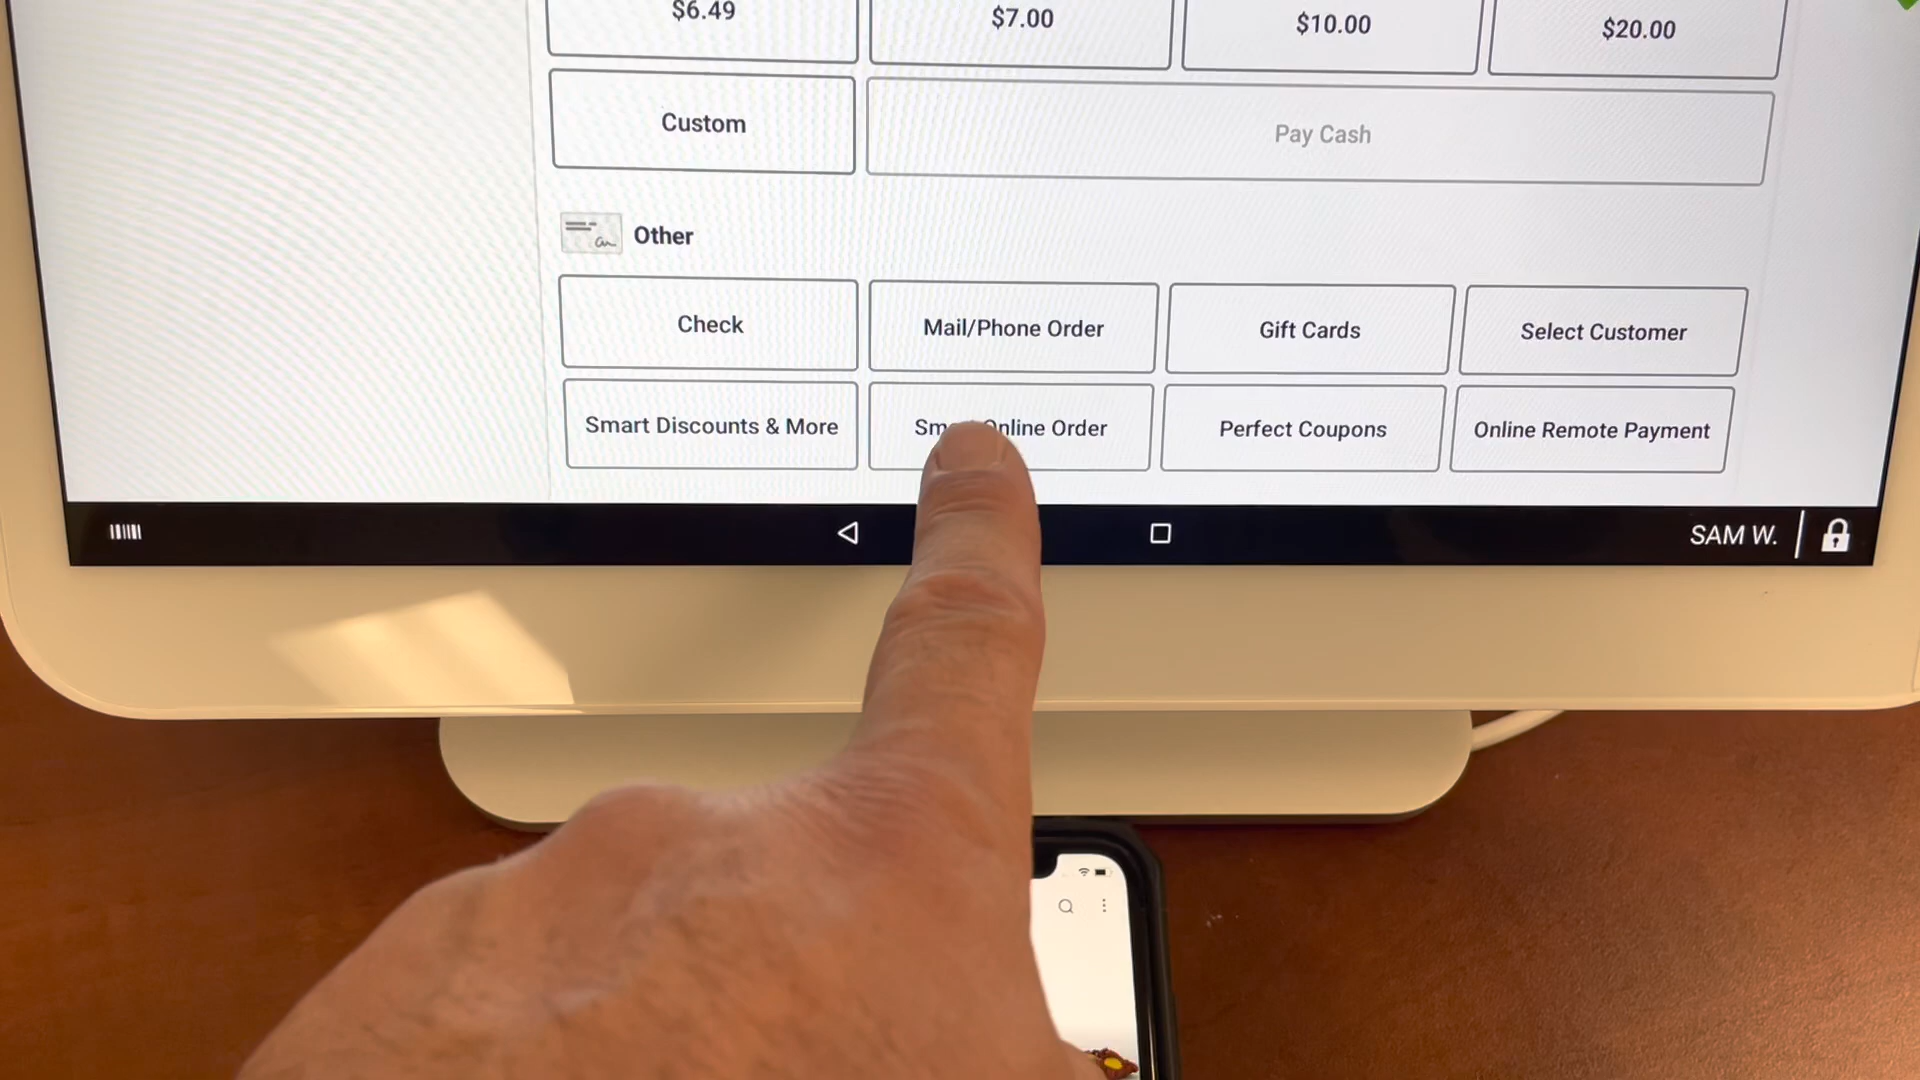 $6.49
$7.00
$10.00
$20.00
Custom
Pay Cash
Other
Check
Mail/Phone Order
Gift Cards
Select Customer
Smart Discounts & More
Online Order
Perfect Coupons
Online Remote Payment
SAM W.